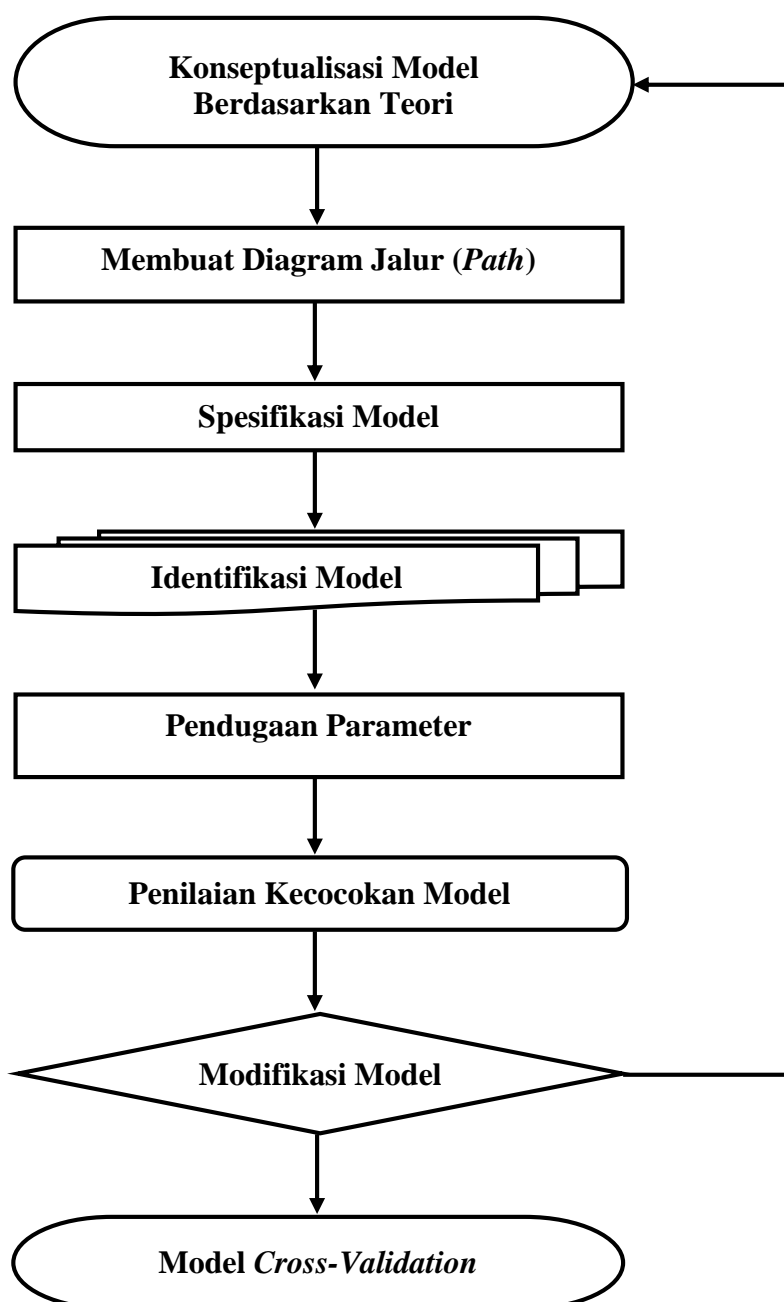 Konseptualisasi Model
Berdasarkan Teori
Membuat Diagram Jalur (Path)
Spesifikasi Model
Identifikasi Model
Pendugaan Parameter
Penilaian Kecocokan Model
Modifikasi Model
Model Cross-Validation